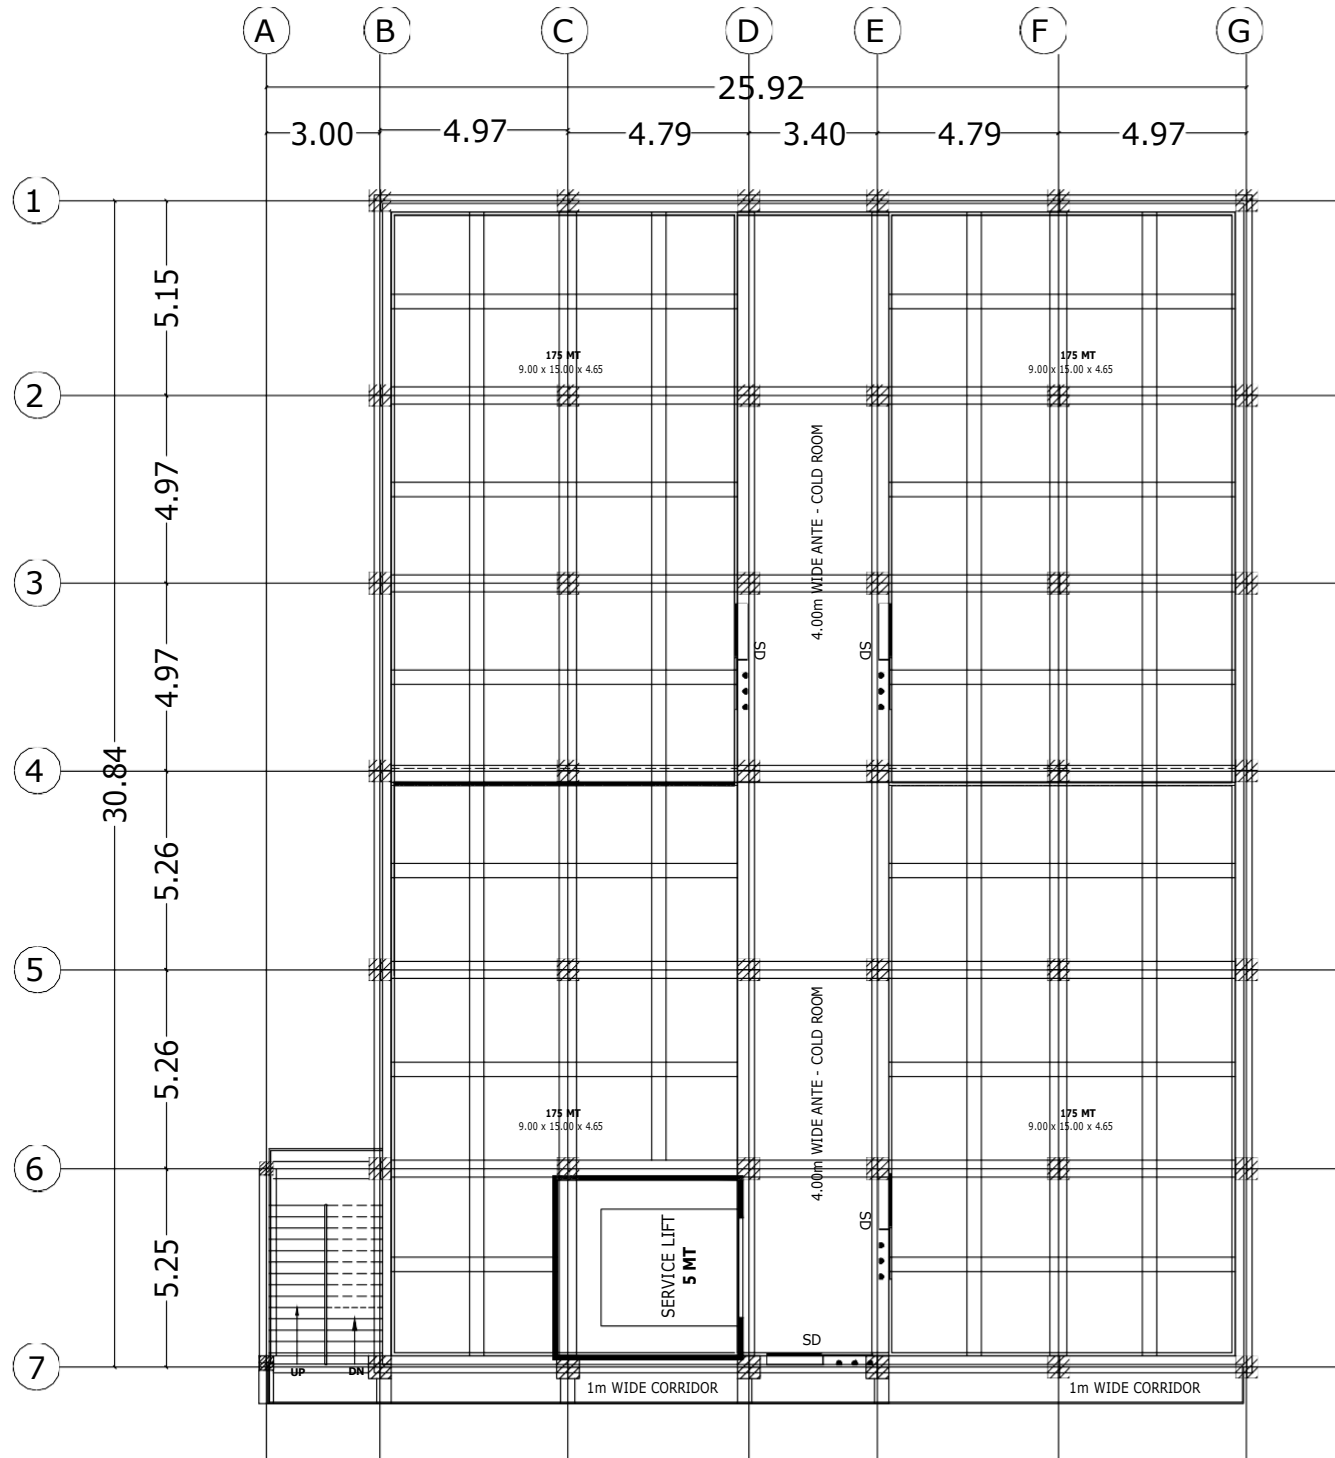 A B C D E F G
25.92
3.00 4.97 4.79 3.40 4.79 4.97
1
5.15
175 MT
9.00 x 15.00 x 4.65
175 MT
9.00 x 15.00 x 4.65
2
4.00m WIDE ANTE - COLD ROOM
4.97
3
SD
SD
4.97
4
30.84
5.26
5
4.00m WIDE ANTE - COLD ROOM
5.26
175 MT
9.00 x 15.00 x 4.65
175 MT
9.00 x 15.00 x 4.65
6
SD
SERVICE LIFT
5 MT
5.25
SD
7
UP
DN
1m WIDE CORRIDOR
1m WIDE CORRIDOR